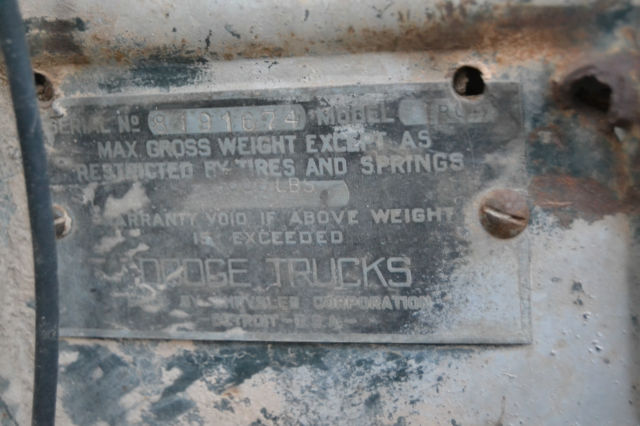 SERIAL Nº 8191674 MODEL
MAX. GROSS WEIGHT EXCEPT AS
RESTRICTED BY TIRES AND SPRINGS
LBS
WARRANTY VOID IF ABOVE WEIGHT
IS EXCEEDED
DODGE TRUCKS
BY CHRYSLER CORPORATION
DETROIT-U.S.A.